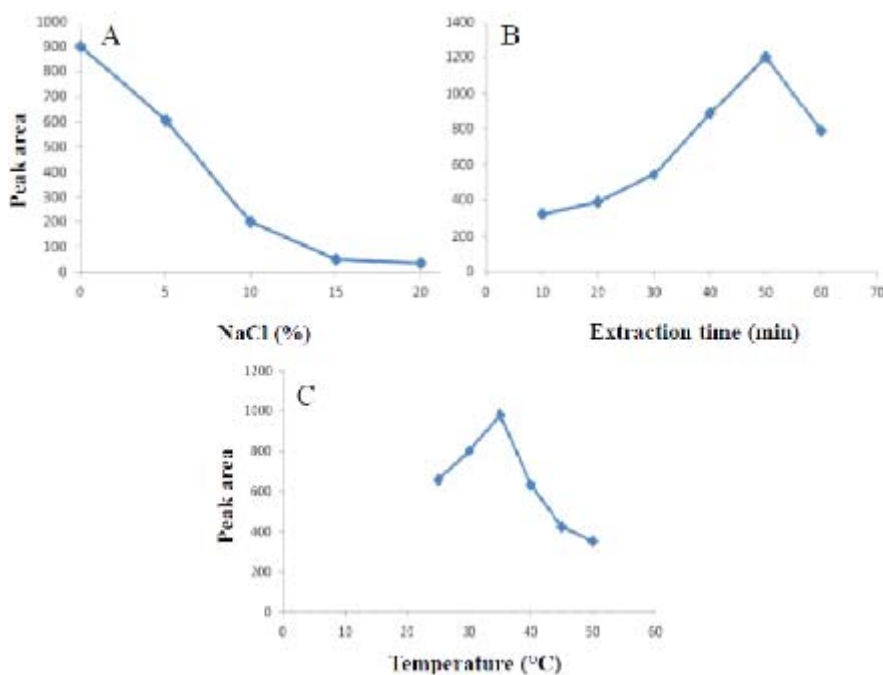 A
Peak area
1000
900
800
700
600
500
400
300
200
100
0
0 5 10 15 20
NaCl (%)
B
1400
1200
1000
800
600
400
200
0
0 10 20 30 40 50 60 70
Extraction time (min)
C
Peak area
1200
1000
800
600
400
200
0
0 10 20 30 40 50 60
Temperature (°C)